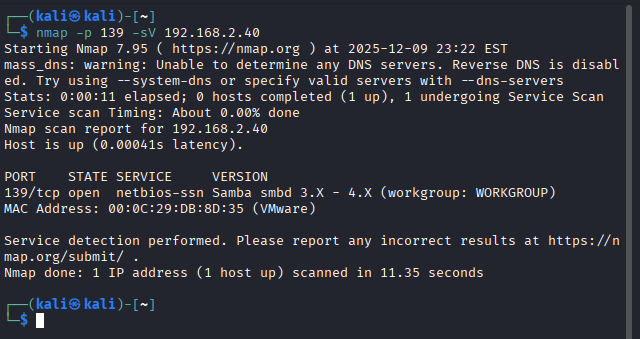 ┌──(kali㉿kali)-[~]
└─$ nmap -p 139 -sV 192.168.2.40
Starting Nmap 7.95 ( https://nmap.org ) at 2025-12-09 23:22 EST
mass_dns: warning: Unable to determine any DNS servers. Reverse DNS is disabl
ed. Try using --system-dns or specify valid servers with --dns-servers
Stats: 0:00:11 elapsed; 0 hosts completed (1 up), 1 undergoing Service Scan
Service scan Timing: About 0.00% done
Nmap scan report for 192.168.2.40
Host is up (0.00041s latency).

PORT    STATE SERVICE     VERSION
139/tcp open  netbios-ssn Samba smbd 3.X - 4.X (workgroup: WORKGROUP)
MAC Address: 00:0C:29:DB:8D:35 (VMware)

Service detection performed. Please report any incorrect results at https://n
map.org/submit/ .
Nmap done: 1 IP address (1 host up) scanned in 11.35 seconds

┌──(kali㉿kali)-[~]
└─$